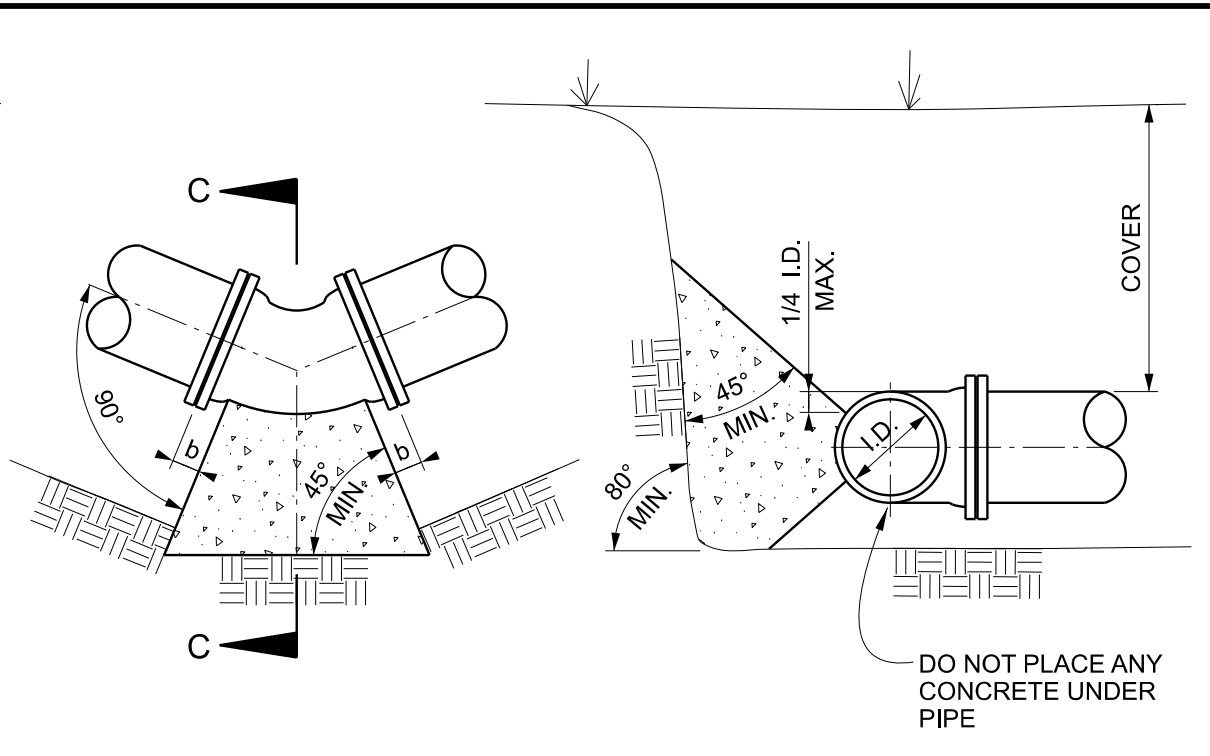 C
90°
b
b
45°
MIN.
C
COVER
1/4 I.D.
MAX.
45°
MIN.
I.D.
80°
MIN.
DO NOT PLACE ANY
CONCRETE UNDER
PIPE